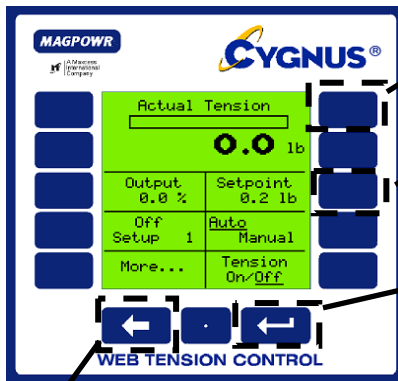 MAGPOWR
A Maxcess
International
Company
CYGNUS®
Actual Tension
0.0 lb
Output
0.0 %
Setpoint
0.2 lb
Off
Setup 1
Auto
Manual
More...
Tension
On/Off
WEB TENSION CONTROL